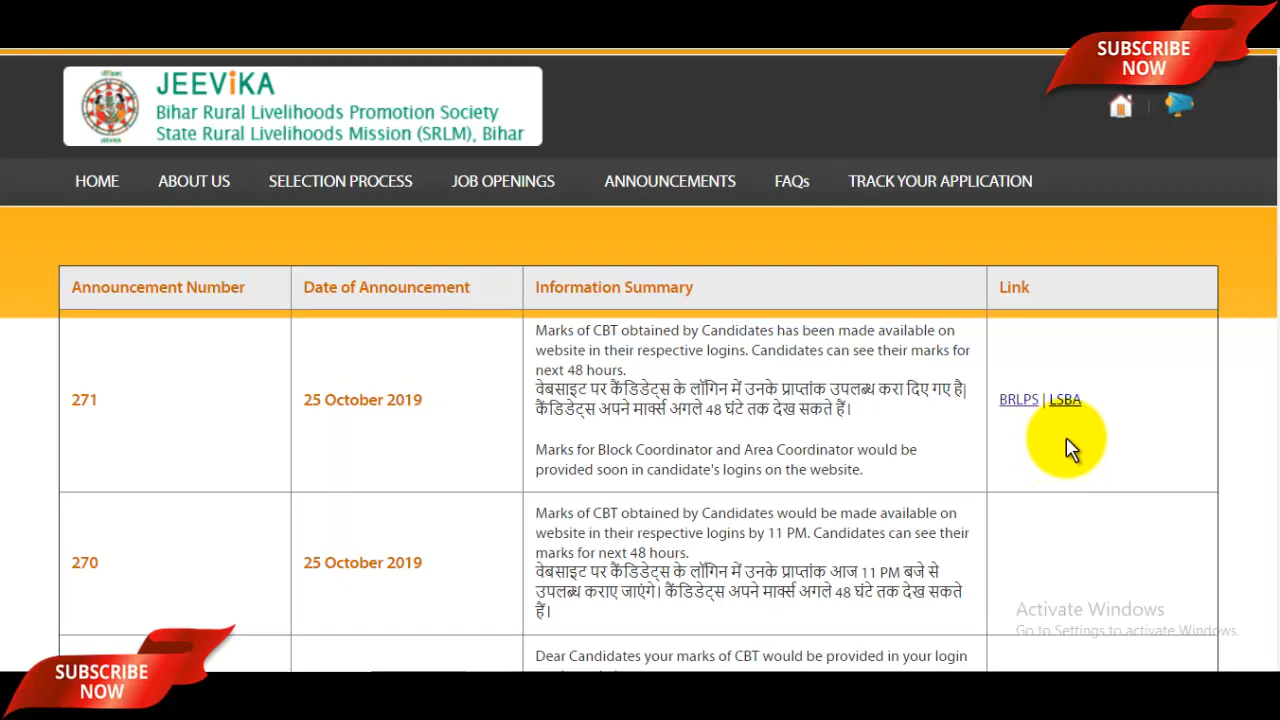 SUBSCRIBE
NOW
JEEViKA
Bihar Rural Livelihoods Promotion Society
State Rural Livelihoods Mission (SRLM), Bihar
HOME ABOUT US SELECTION PROCESS JOB OPENINGS ANNOUNCEMENTS FAQs TRACK YOUR APPLICATION
Announcement Number Date of Announcement Information Summary Link
271 25 October 2019
Marks of CBT obtained by Candidates has been made available on
website in their respective logins. Candidates can see their marks for
next 48 hours.
वेबसाइट पर कैंडिडेट्स के लॉगिन में उनके प्राप्तांक उपलब्ध करा दिए गए है|
कैंडिडेट्स अपने मार्क्स अगले 48 घंटे तक देख सकते हैं।
Marks for Block Coordinator and Area Coordinator would be
provided soon in candidate's logins on the website.
BRLPS | LSBA
270 25 October 2019
Marks of CBT obtained by Candidates would be made available on
website in their respective logins by 11 PM. Candidates can see their
marks for next 48 hours.
वेबसाइट पर कैंडिडेट्स के लॉगिन में उनके प्राप्तांक आज 11 PM बजे से
उपलब्ध कराए जाएंगे। कैंडिडेट्स अपने मार्क्स अगले 48 घंटे तक देख सकते
हैं।
Activate Windows
Go to Settings to activate Windows.
Dear Candidates your marks of CBT would be provided in your login
SUBSCRIBE
NOW